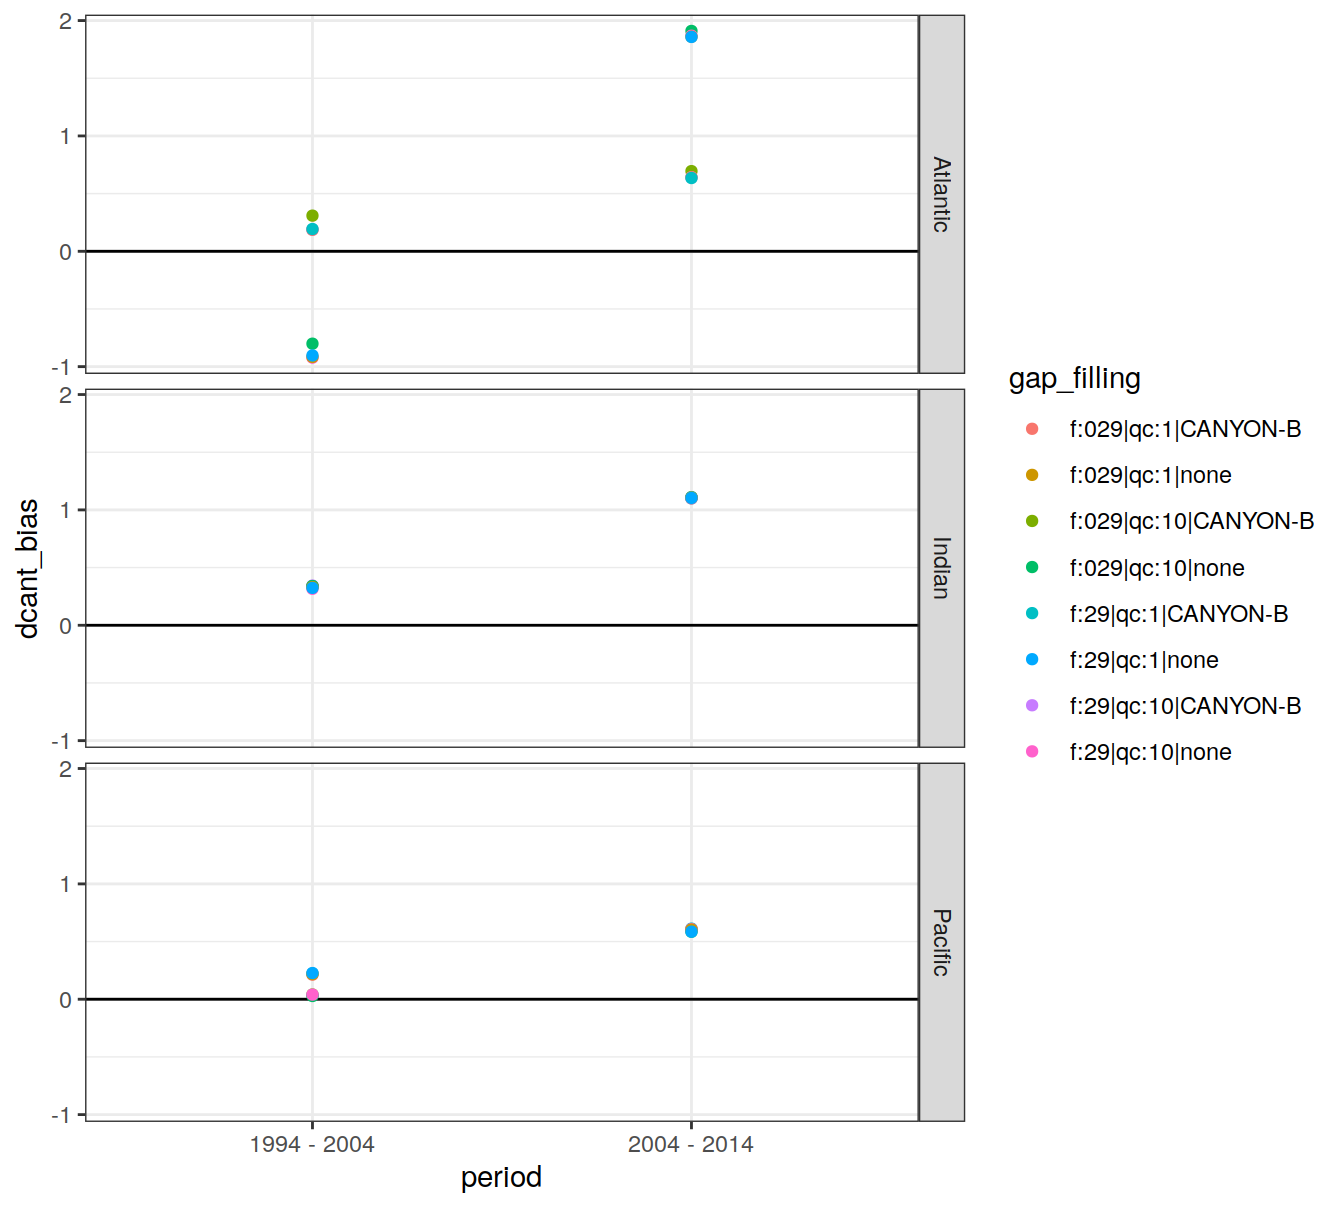 2
1
0
-1
Atlantic
2
1
0
-1
Indian
2
1
0
-1
Pacific
dcant_bias
1994 - 2004
2004 - 2014
period
gap_filling
f:029|qc:1|CANYON-B
f:029|qc:1|none
f:029|qc:10|CANYON-B
f:029|qc:10|none
f:29|qc:1|CANYON-B
f:29|qc:1|none
f:29|qc:10|CANYON-B
f:29|qc:10|none